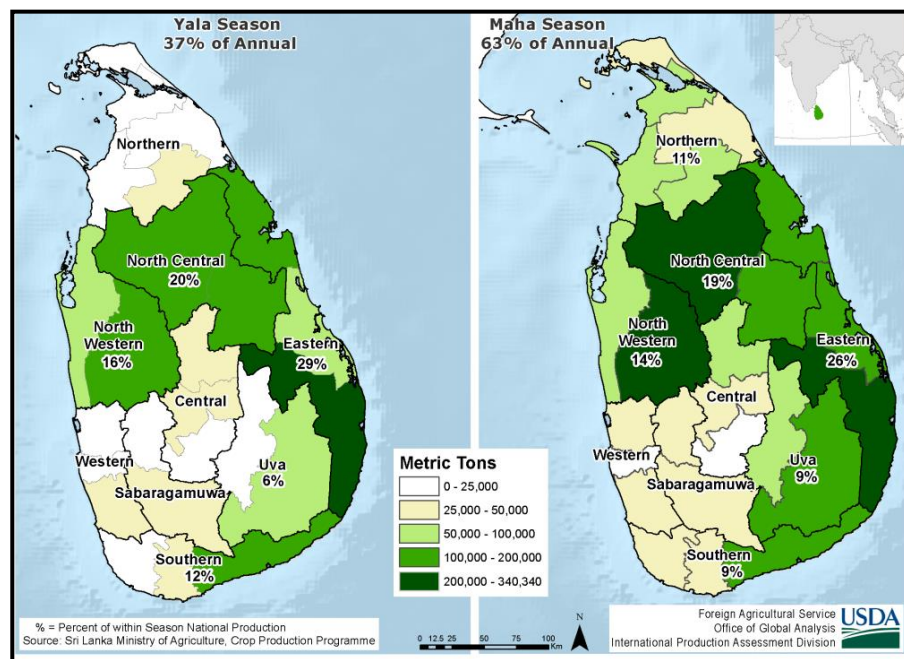 Yala Season
37% of Annual
Northern
North Central
20%
North
Western
16%
Eastern
29%
Central
Western
Uva
6%
Sabaragamuwa
Southern
12%
% = Percent of within Season National Production
Source: Sri Lanka Ministry of Agriculture, Crop Production Programme
Metric Tons
0 - 25,000
25,000 - 50,000
50,000 - 100,000
100,000 - 200,000
200,000 - 340,340
0 12.5 25 50 75 100
Km
N
Maha Season
63% of Annual
Northern
11%
North Central
19%
North
Western
14%
Eastern
26%
Central
Western
Uva
9%
Sabaragamuwa
Southern
9%
Foreign Agricultural Service
Office of Global Analysis
International Production Assessment Division
USDA